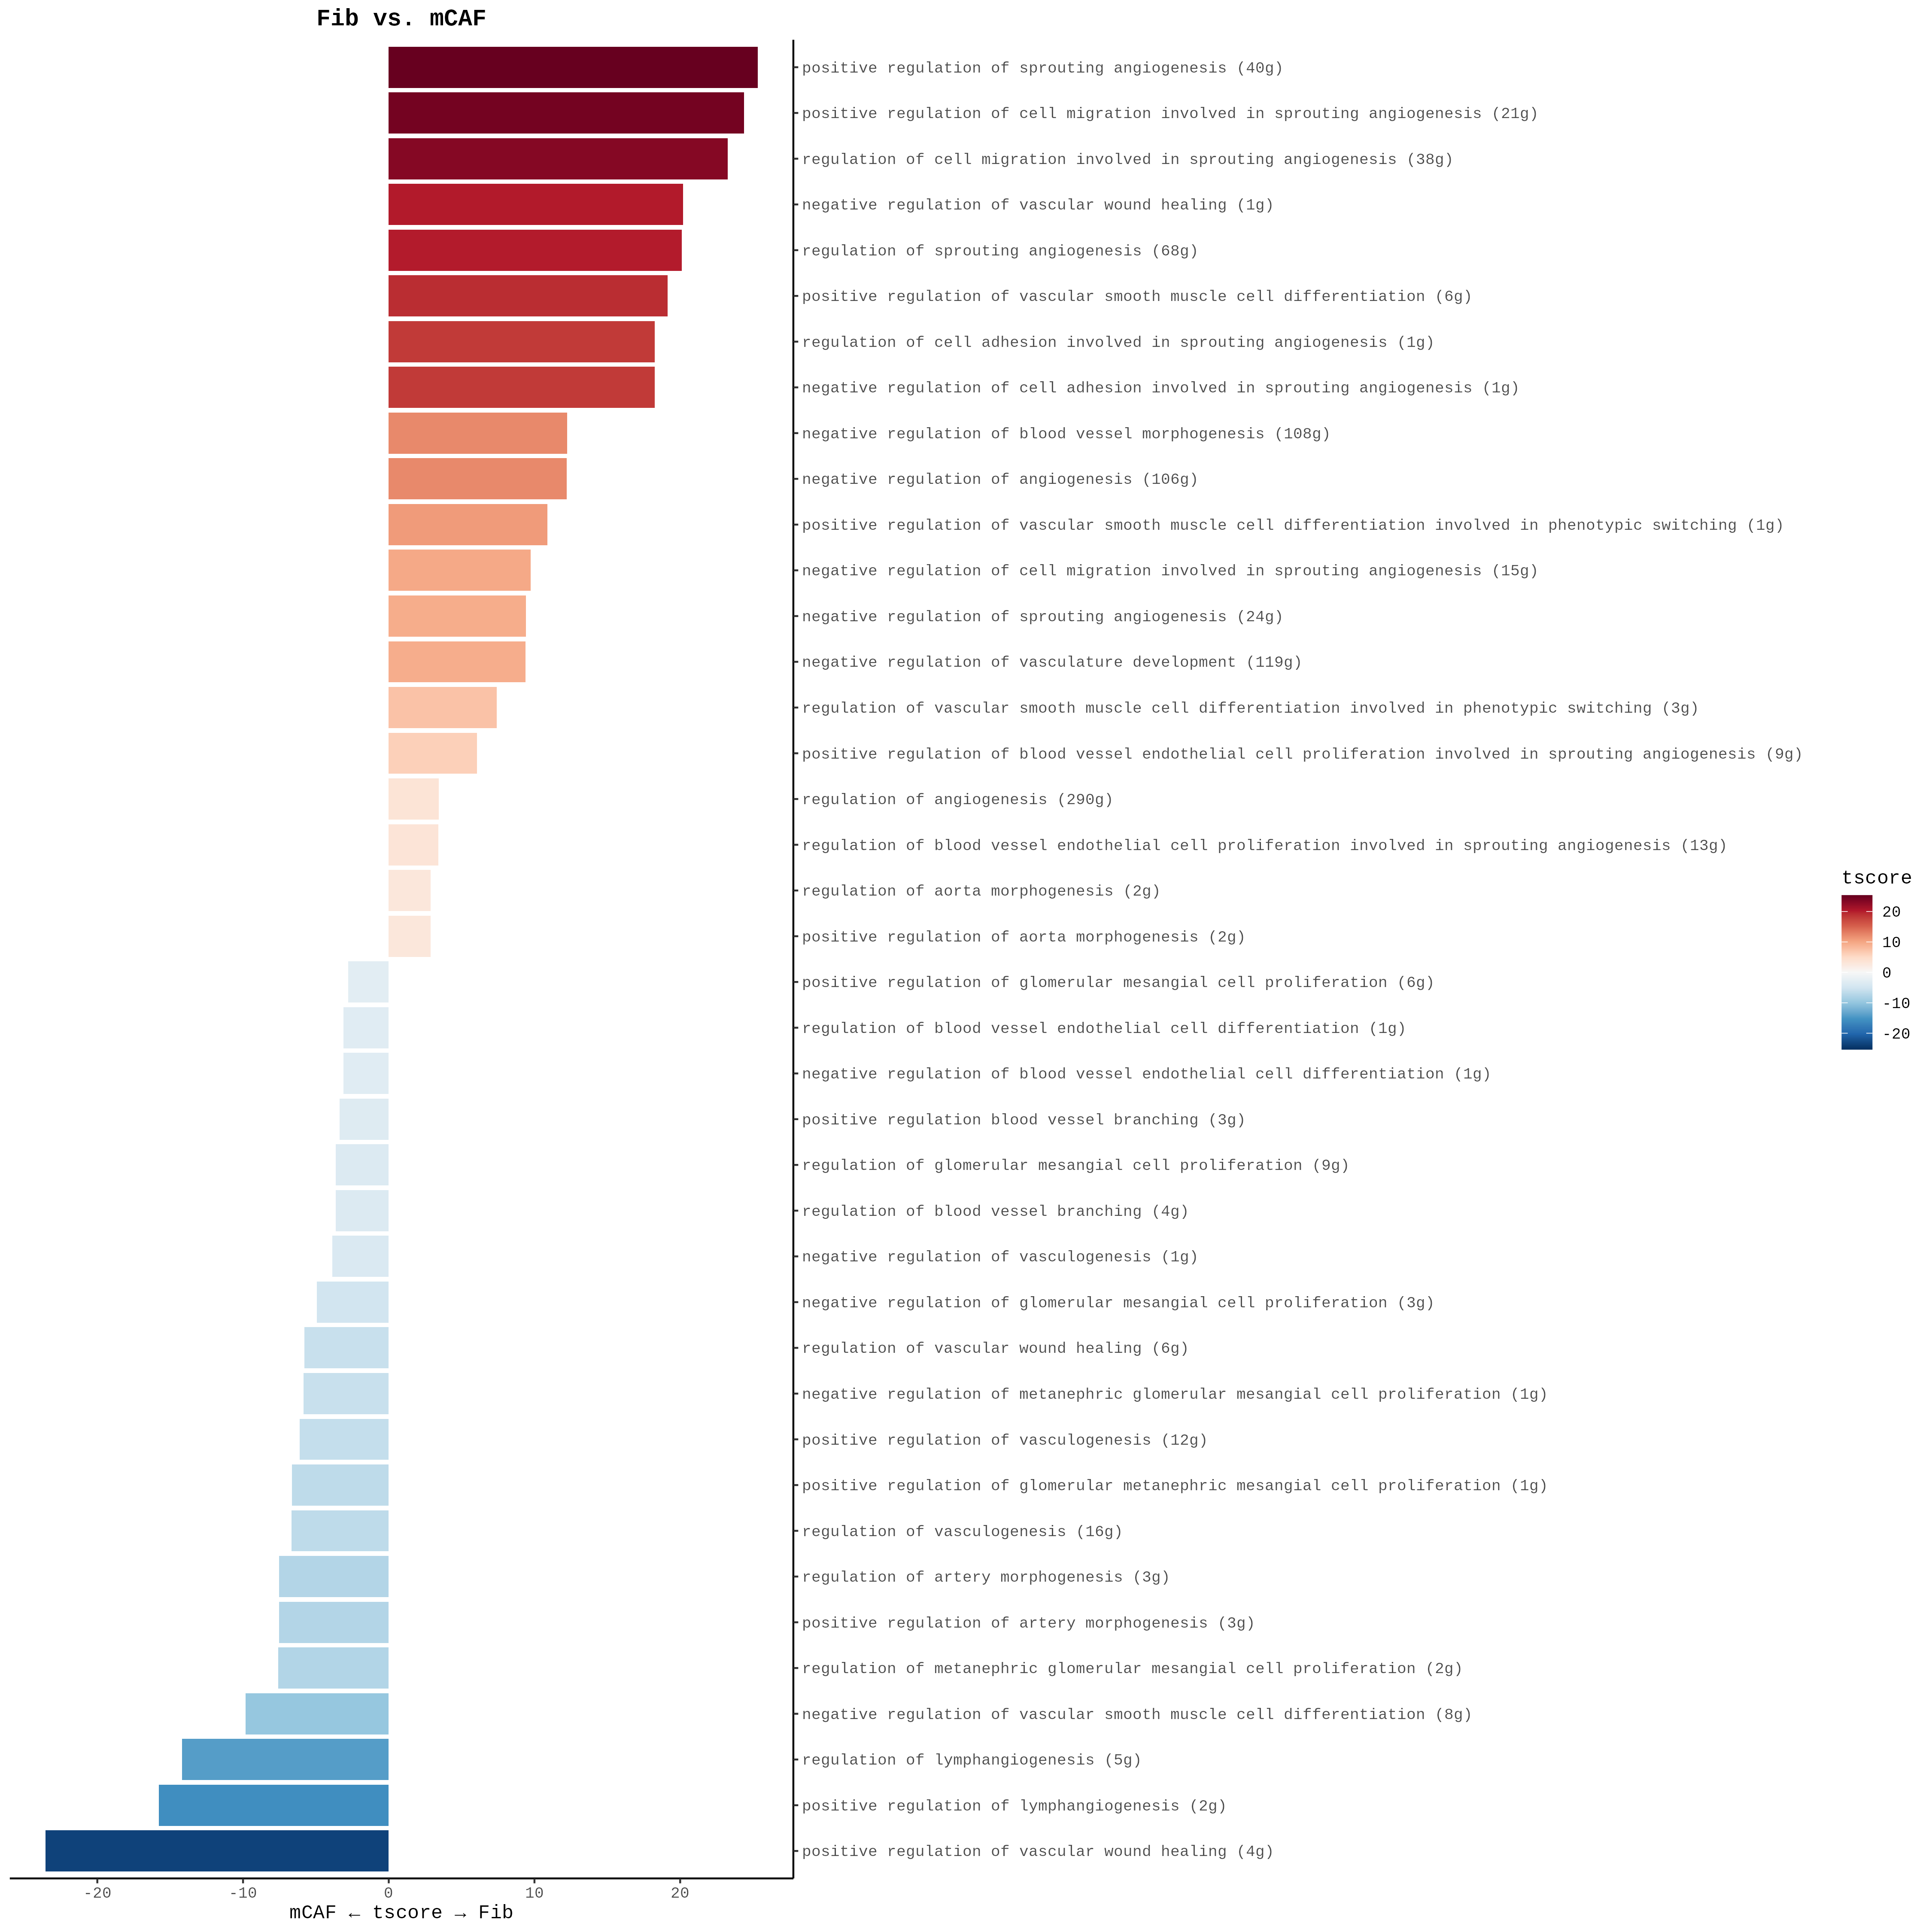 Fib vs. mCAF
positive regulation of sprouting angiogenesis (40g)
positive regulation of cell migration involved in sprouting angiogenesis (21g)
regulation of cell migration involved in sprouting angiogenesis (38g)
negative regulation of vascular wound healing (1g)
regulation of sprouting angiogenesis (68g)
positive regulation of vascular smooth muscle cell differentiation (6g)
regulation of cell adhesion involved in sprouting angiogenesis (1g)
negative regulation of cell adhesion involved in sprouting angiogenesis (1g)
negative regulation of blood vessel morphogenesis (108g)
negative regulation of angiogenesis (106g)
positive regulation of vascular smooth muscle cell differentiation involved in phenotypic switching (1g)
negative regulation of cell migration involved in sprouting angiogenesis (15g)
negative regulation of sprouting angiogenesis (24g)
negative regulation of vasculature development (119g)
regulation of vascular smooth muscle cell differentiation involved in phenotypic switching (3g)
positive regulation of blood vessel endothelial cell proliferation involved in sprouting angiogenesis (9g)
regulation of angiogenesis (290g)
regulation of blood vessel endothelial cell proliferation involved in sprouting angiogenesis (13g)
regulation of aorta morphogenesis (2g)
positive regulation of aorta morphogenesis (2g)
positive regulation of glomerular mesangial cell proliferation (6g)
regulation of blood vessel endothelial cell differentiation (1g)
negative regulation of blood vessel endothelial cell differentiation (1g)
positive regulation blood vessel branching (3g)
regulation of glomerular mesangial cell proliferation (9g)
regulation of blood vessel branching (4g)
negative regulation of vasculogenesis (1g)
negative regulation of glomerular mesangial cell proliferation (3g)
regulation of vascular wound healing (6g)
negative regulation of metanephric glomerular mesangial cell proliferation (1g)
positive regulation of vasculogenesis (12g)
positive regulation of glomerular metanephric mesangial cell proliferation (1g)
regulation of vasculogenesis (16g)
regulation of artery morphogenesis (3g)
positive regulation of artery morphogenesis (3g)
regulation of metanephric glomerular mesangial cell proliferation (2g)
negative regulation of vascular smooth muscle cell differentiation (8g)
regulation of lymphangiogenesis (5g)
positive regulation of lymphangiogenesis (2g)
positive regulation of vascular wound healing (4g)
-20 -10 0 10 20
mCAF ← tscore → Fib
tscore
20
10
0
-10
-20